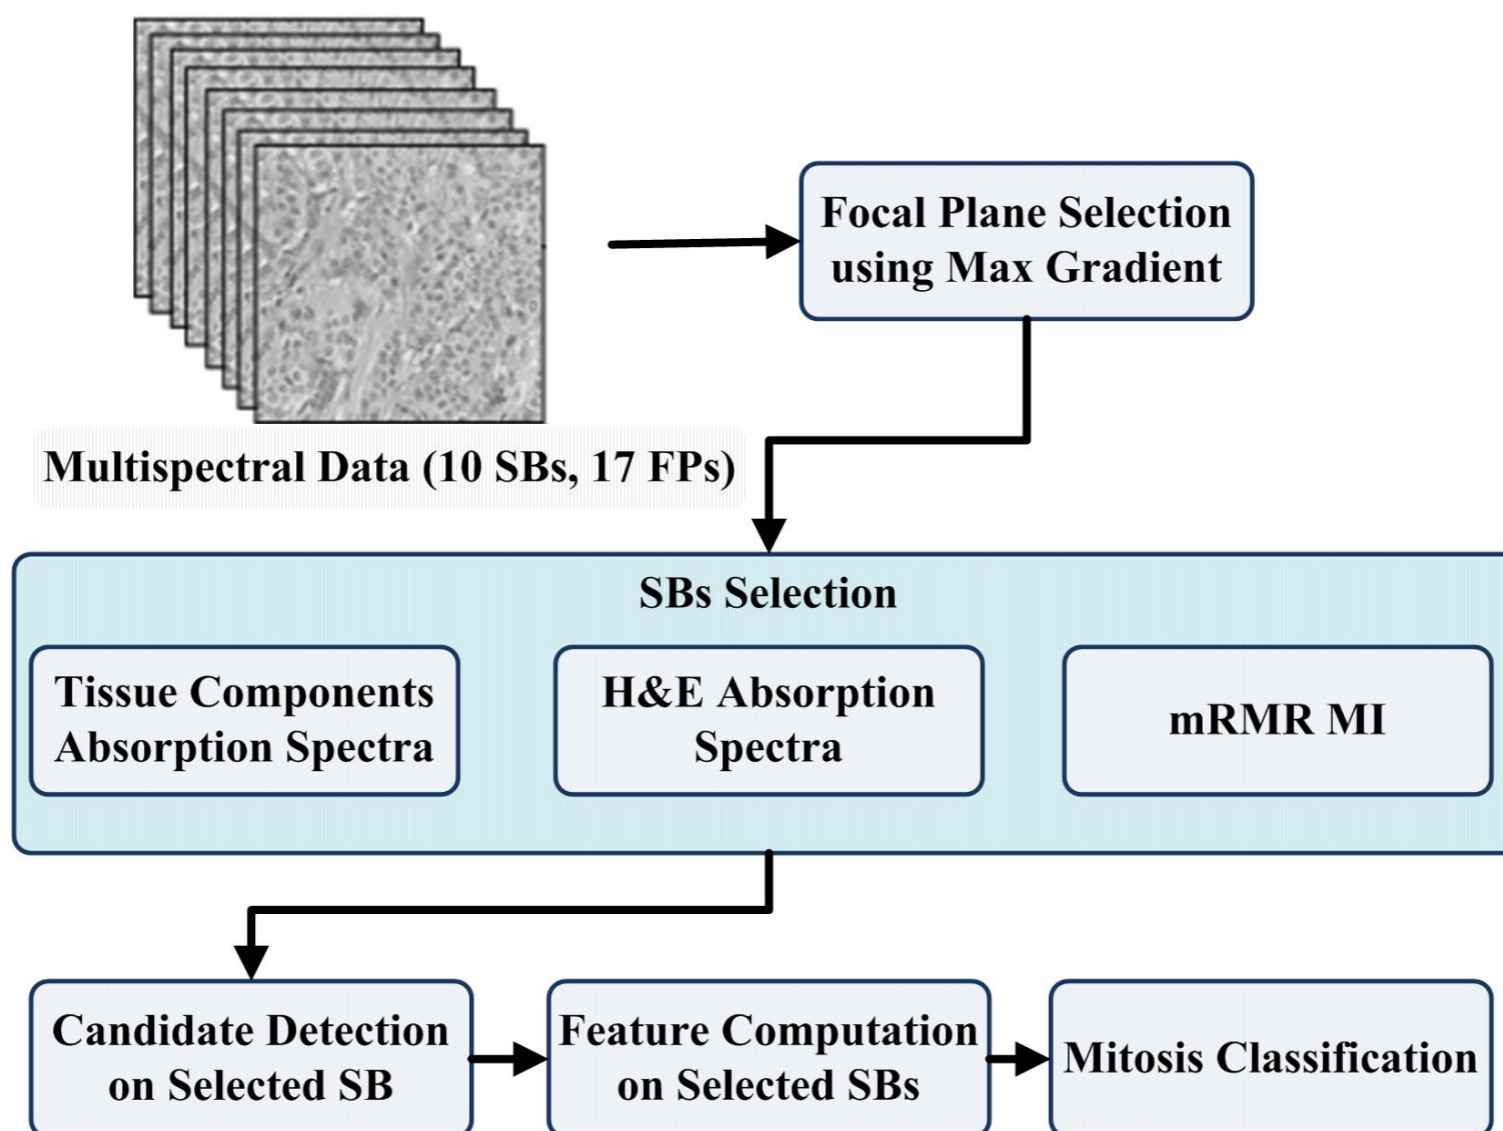 Focal Plane Selection
using Max Gradient
Multispectral Data (10 SBs, 17 FPs)
SBs Selection
Tissue Components
Absorption Spectra
H&E Absorption
Spectra
mRMR MI
Candidate Detection
on Selected SB
Feature Computation
on Selected SBs
Mitosis Classification